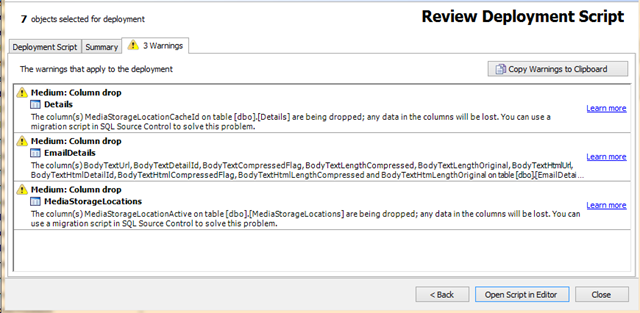 7 objects selected for deployment
Review Deployment Script
Deployment Script
Summary
3 Warnings
The warnings that apply to the deployment
Copy Warnings to Clipboard
Medium: Column drop
Details
The column(s) MediaStorageLocationCacheId on table [dbo].[Details] are being dropped; any data in the columns will be lost. You can use a
migration script in SQL Source Control to solve this problem.
Learn more
Medium: Column drop
EmailDetails
The column(s) BodyTextUrl, BodyTextDetailId, BodyTextCompressedFlag, BodyTextLengthCompressed, BodyTextLengthOriginal, BodyTextHtmlUrl,
BodyTextHtmlDetailId, BodyTextHtmlCompressedFlag, BodyTextHtmlLengthCompressed and BodyTextHtmLengthOriginal on table [dbo].[EmailDetai...
Learn more
Medium: Column drop
MediaStorageLocations
The column(s) MediaStorageLocationActive on table [dbo].[MediaStorageLocations] are being dropped; any data in the columns will be lost. You can
use a migration script in SQL Source Control to solve this problem.
Learn more
< Back
Open Script in Editor
Close